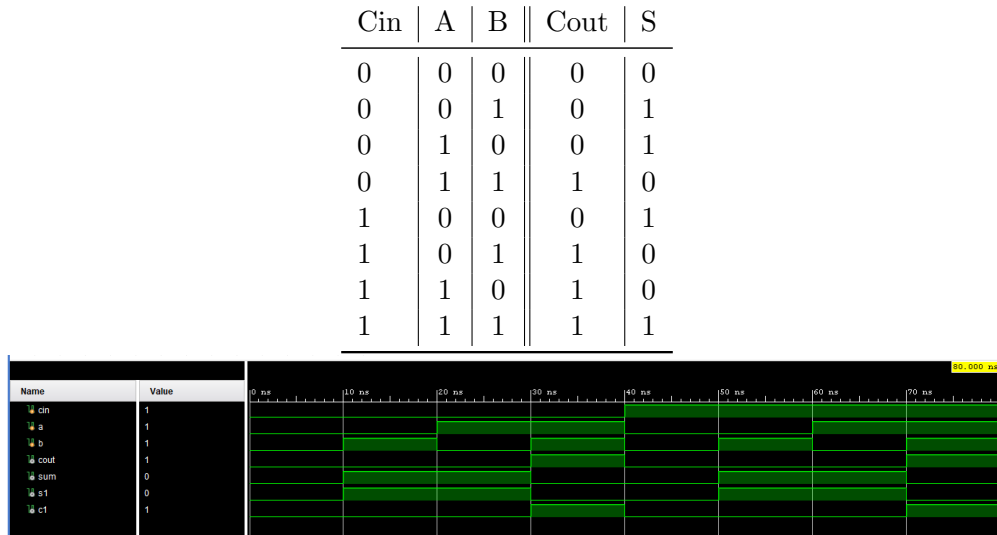 Cin A B Cout S
0 0 0 0 0
0 0 1 0 1
0 1 0 0 1
0 1 1 1 0
1 0 0 0 1
1 0 1 1 0
1 1 0 1 0
1 1 1 1 1
80.000 ns
Name Value 0 ns 10 ns 20 ns 30 ns 40 ns 50 ns 60 ns 70 ns
cin 1
a 1
b 1
cout 1
sum 0
s1 0
c1 1